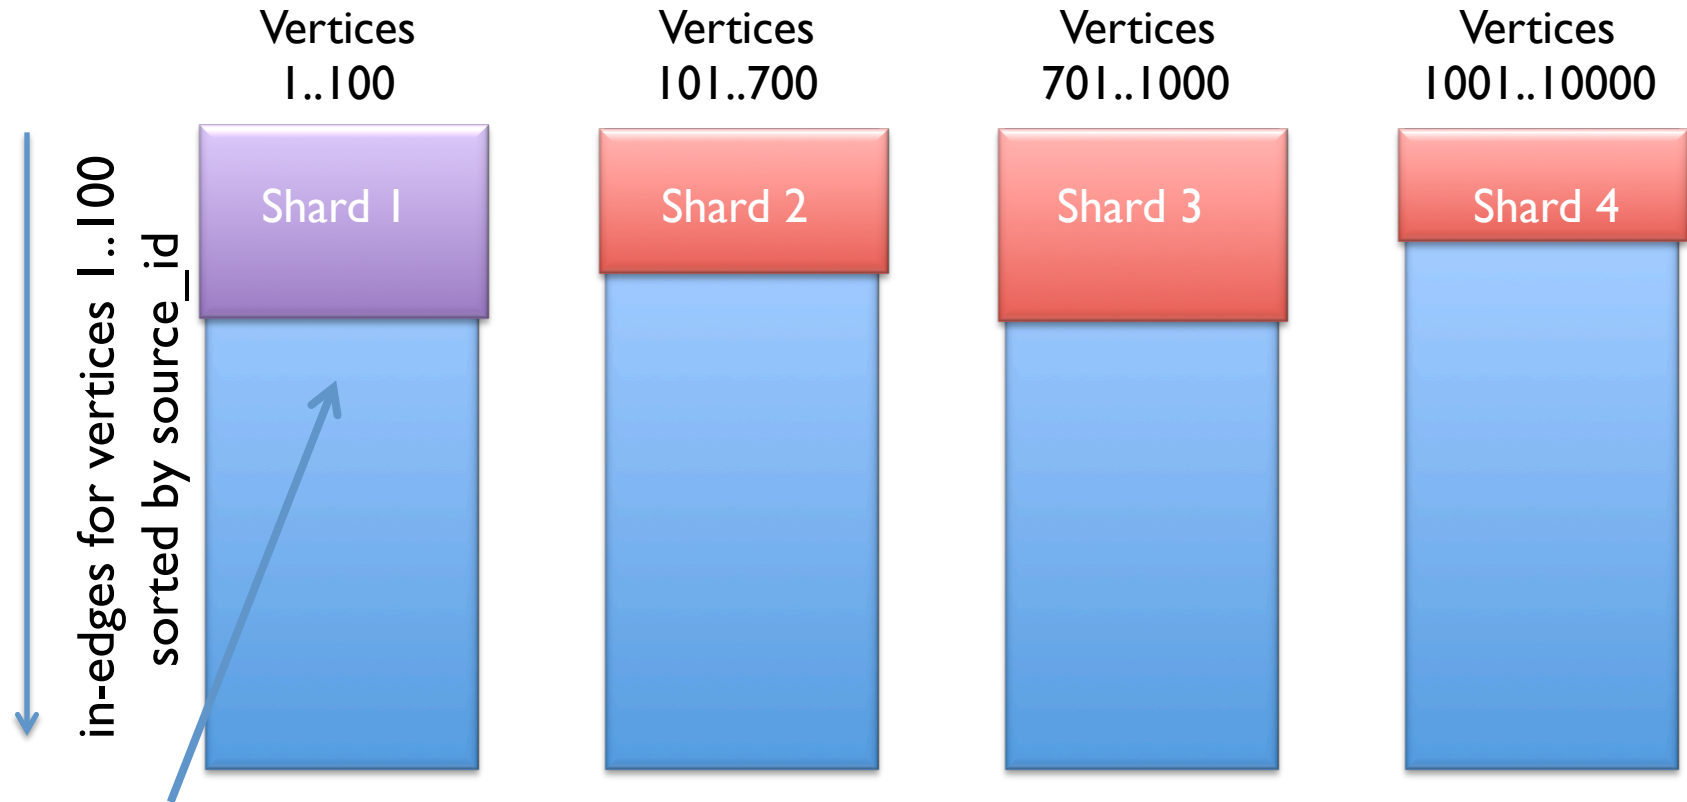 Vertices
1..100
Vertices
101..700
Vertices
701..1000
Vertices
1001..10000
in-edges for vertices 1..100
sorted by source_id
Shard 1
Shard 2
Shard 3
Shard 4